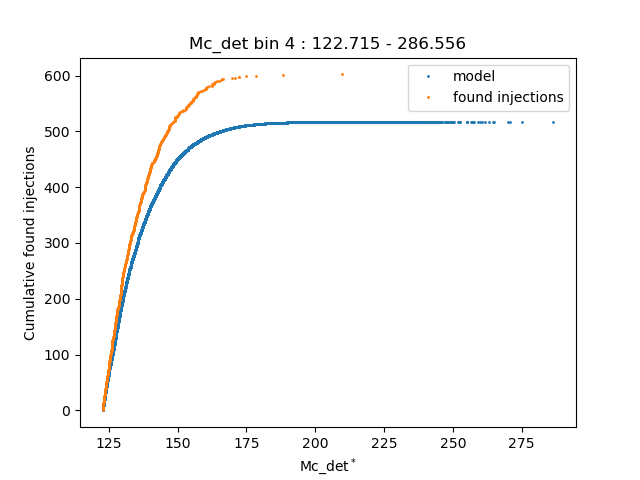 Mc_det bin 4 : 122.715 - 286.556
model
found injections
600
500
400
300
200
100
0
Cumulative found injections
125 150 175 200 225 250 275
Mc_det*